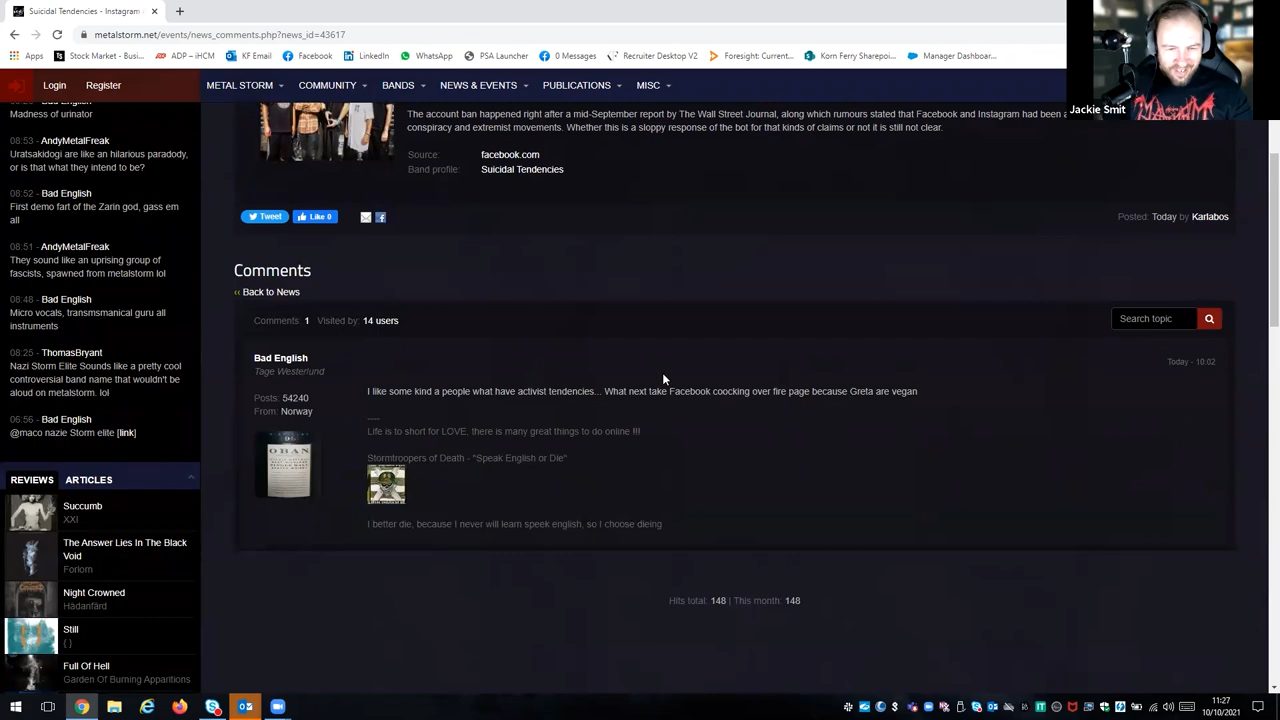 Suicidal Tendencies - Instagram
metalstorm.net/events/news_comments.php?news_id=43617
Apps
Stock Market - Busi...
ADP – iHCM
KF Email
Facebook
LinkedIn
WhatsApp
PSA Launcher
0 Messages
Recruiter Desktop V2
Foresight: Current...
Korn Ferry Sharepoi...
Manager Dashboar...
Jackie Smit
Login
Register
METAL STORM
COMMUNITY
BANDS
NEWS & EVENTS
PUBLICATIONS
MISC
Bad English
Madness of urinator
08:53 - AndyMetalFreak
Uratsakidogi are like an hilarious paradody,
or is that what they intend to be?
08:52 - Bad English
First demo fart of the Zarin god, gass em
all
08:51 - AndyMetalFreak
They sound like an uprising group of
fascists, spawned from metalstorm lol
08:48 - Bad English
Micro vocals, transmsmanical guru all
instruments
08:25 - ThomasBryant
Nazi Storm Elite Sounds like a pretty cool
controversial band name that wouldn't be
aloud on metalstorm. lol
06:56 - Bad English
@maco nazie Storm elite [link]
REVIEWS
ARTICLES
Succumb
XXI
The Answer Lies In The Black
Void
Forlorn
Night Crowned
Hädanfärd
Still
{ }
Full Of Hell
Garden Of Burning Apparitions
The account ban happened right after a mid-September report by The Wall Street Journal, along which rumours stated that Facebook and Instagram had been a
conspiracy and extremist movements. Whether this is a sloppy response of the bot for that kinds of claims or not it is still not clear.
Source: facebook.com
Band profile: Suicidal Tendencies
Tweet
Like 0
Posted: Today by Karlabos
Comments
‹‹ Back to News
Comments: 1 Visited by: 14 users
Search topic
Bad English
Tage Westerlund
Posts: 54240
From: Norway
OBAN
Today - 10:02
I like some kind a people what have activist tendencies... What next take Facebook coocking over fire page because Greta are vegan
----
Life is to short for LOVE, there is many great things to do online !!!
Stormtroopers of Death - "Speak English or Die"
I better die, because I never will learn speek english, so I choose dieing
Hits total: 148 | This month: 148
11:27
10/10/2021